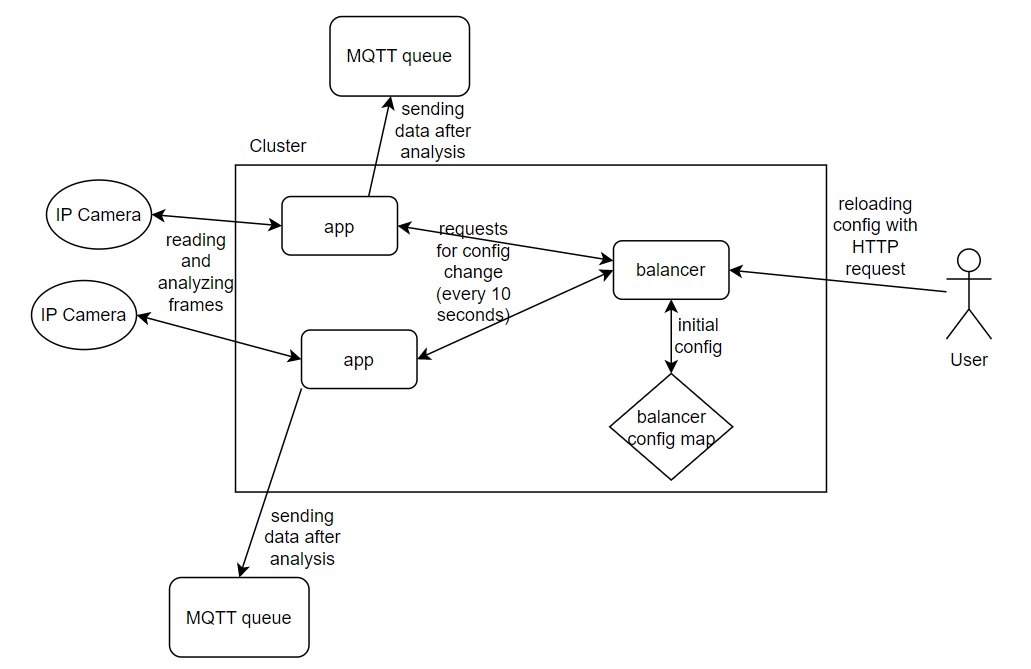 MQTT queue
sending
data after
analysis
Cluster
IP Camera
app
reading
and
analyzing
frames
requests
for config
change
(every 10
seconds)
balancer
reloading
config with
HTTP
request
IP Camera
app
initial
config
User
balancer
config map
sending
data after
analysis
MQTT queue